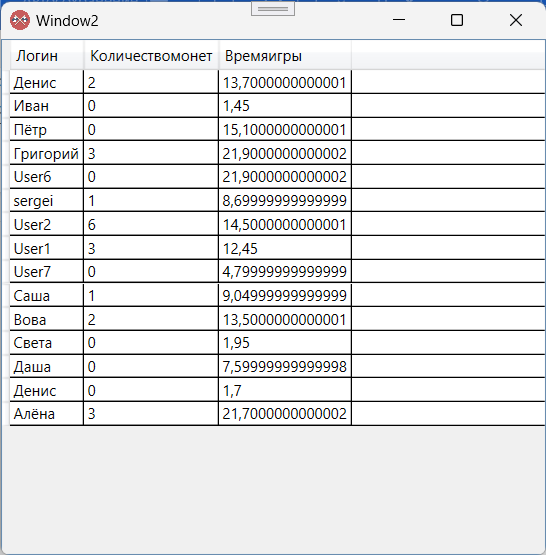 Window2
Логин Количествомонет Времяигры
Денис 2 13,7000000000001
Иван 0 1,45
Пётр 0 15,1000000000001
Григорий 3 21,9000000000002
User6 0 21,9000000000002
sergei 1 8,69999999999999
User2 6 14,5000000000001
User1 3 12,45
User7 0 4,79999999999999
Саша 1 9,04999999999999
Вова 2 13,5000000000001
Света 0 1,95
Даша 0 7,59999999999998
Денис 0 1,7
Алёна 3 21,7000000000002